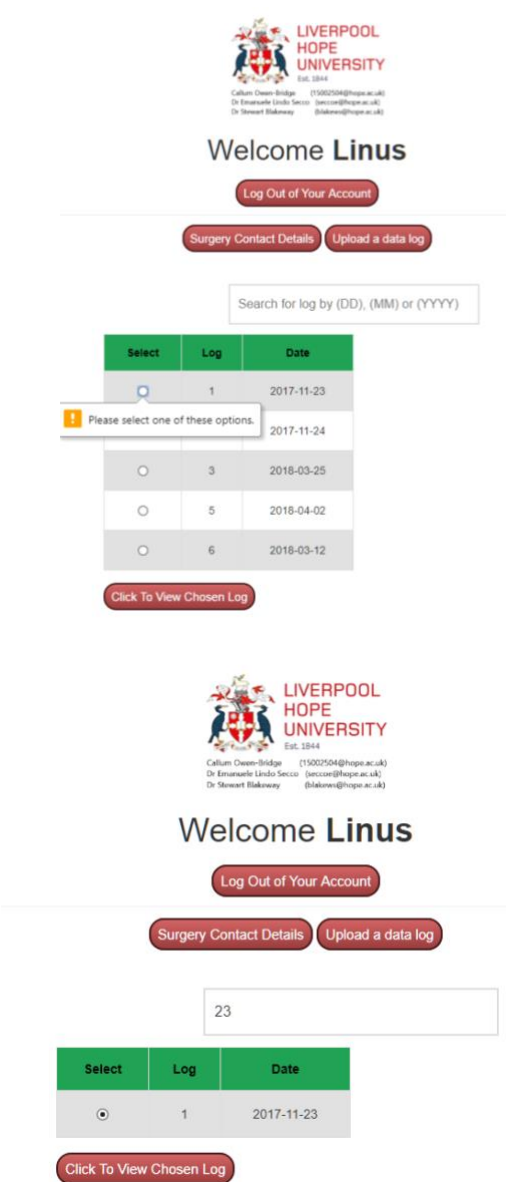 LIVERPOOL
HOPE
UNIVERSITY
Est. 1844
Callum Owen-Bridge (15002504@hope.ac.uk)
Dr Emanuele Lindo Secco (seccoe@hope.ac.uk)
Dr Stewart Blakeway (blakews@hope.ac.uk)
Welcome Linus
Log Out of Your Account
Surgery Contact Details Upload a data log
Search for log by (DD), (MM) or (YYYY)
Select Log Date
1 2017-11-23
! Please select one of these options.
2017-11-24
3 2018-03-25
5 2018-04-02
6 2018-03-12
Click To View Chosen Log
LIVERPOOL
HOPE
UNIVERSITY
Est. 1844
Callum Owen-Bridge (15002504@hope.ac.uk)
Dr Emanuele Lindo Secco (seccoe@hope.ac.uk)
Dr Stewart Blakeway (blakews@hope.ac.uk)
Welcome Linus
Log Out of Your Account
Surgery Contact Details Upload a data log
23
Select Log Date
1 2017-11-23
Click To View Chosen Log